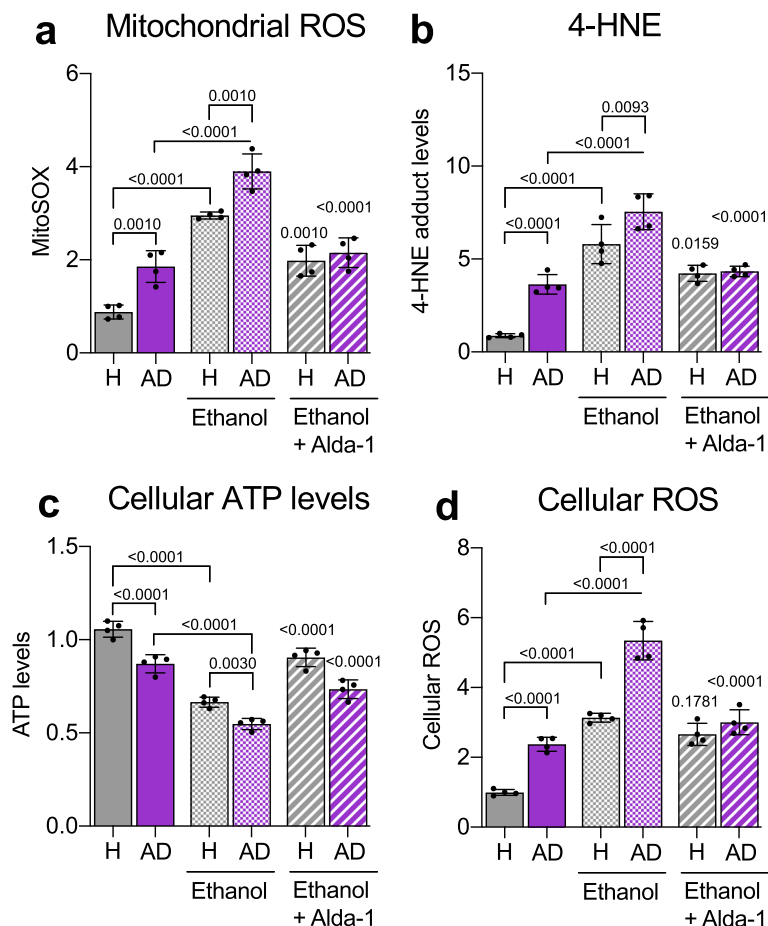 a Mitochondrial ROS
MitoSOX
6
4
2
0
0.0010
<0.0001
<0.0001
0.0010
0.0010
<0.0001
H AD H AD H AD
Ethanol
Ethanol
+ Alda-1
b 4-HNE
4-HNE adduct levels
15
10
5
0
0.0093
<0.0001
<0.0001
<0.0001
0.0159
<0.0001
H AD H AD H AD
Ethanol
Ethanol
+ Alda-1
c Cellular ATP levels
ATP levels
1.5
1.0
0.5
0.0
<0.0001
<0.0001
<0.0001
0.0030
<0.0001
<0.0001
H AD H AD H AD
Ethanol
Ethanol
+ Alda-1
d Cellular ROS
Cellular ROS
8
6
4
2
0
<0.0001
<0.0001
<0.0001
<0.0001
0.1781
<0.0001
H AD H AD H AD
Ethanol
Ethanol
+ Alda-1